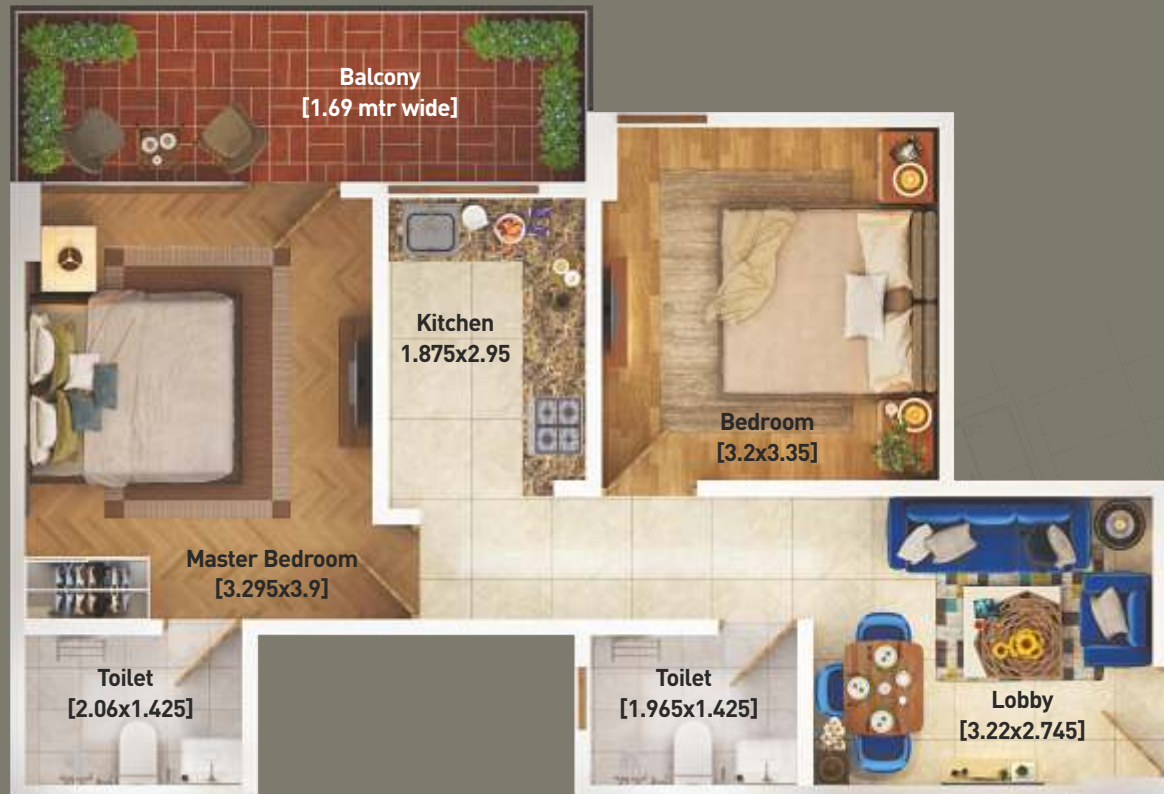 Balcony
[1.69 mtr wide]
Kitchen
1.875x2.95
Bedroom
[3.2x3.35]
Master Bedroom
[3.295x3.9]
Toilet
[2.06x1.425]
Toilet
[1.965x1.425]
Lobby
[3.22x2.745]